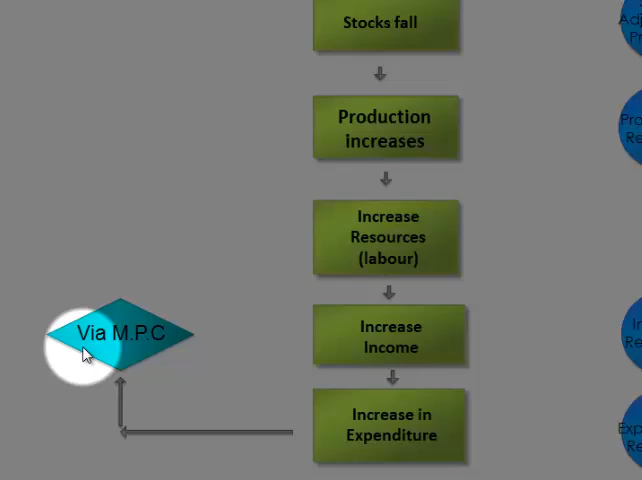 Stocks fall
Production
increases
Increase
Resources
(labour)
Via M.P.C
Increase
Income
Increase in
Expenditure